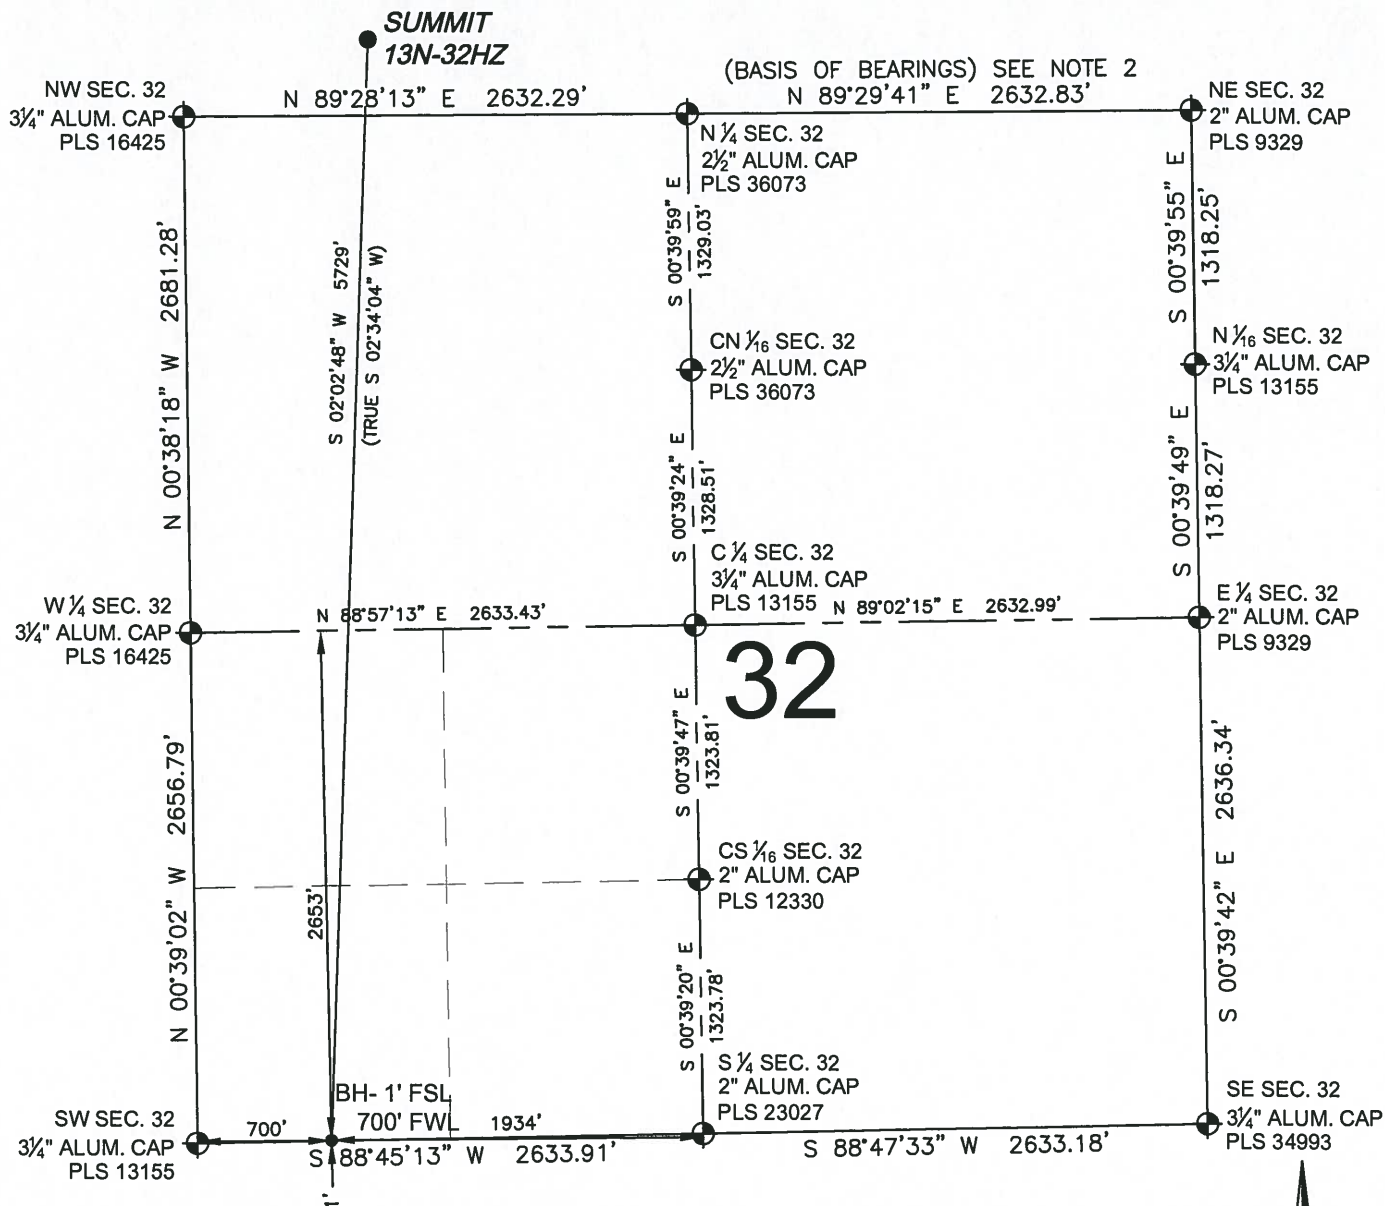 SUMMIT
13N-32HZ
(BASIS OF BEARINGS) SEE NOTE 2
N 89°28'13" E 2632.29'
N 89°29'41" E 2632.83'
NW SEC. 32
3¼" ALUM. CAP
PLS 16425
N ¼ SEC. 32
2½" ALUM. CAP
PLS 36073
NE SEC. 32
2" ALUM. CAP
PLS 9329
N 00°38'18" W 2681.28'
S 02°02'48" W 5729'
(TRUE S 02°34'04" W)
S 00°39'59" E
1329.03'
S 00°39'55" E
1318.25'
CN 1⁄16 SEC. 32
2½" ALUM. CAP
PLS 36073
N 1⁄16 SEC. 32
3¼" ALUM. CAP
PLS 13155
S 00°39'24" E
1328.51'
S 00°39'49" E
1318.27'
C ¼ SEC. 32
3¼" ALUM. CAP
PLS 13155
W ¼ SEC. 32
3¼" ALUM. CAP
PLS 16425
N 88°57'13" E 2633.43'
N 89°02'15" E 2632.99'
E ¼ SEC. 32
2" ALUM. CAP
PLS 9329
32
N 00°39'02" W 2656.79'
2653'
S 00°39'47" E
1323.81'
S 00°39'42" E 2636.34'
CS 1⁄16 SEC. 32
2" ALUM. CAP
PLS 12330
S 00°39'20" E
1323.78'
S ¼ SEC. 32
2" ALUM. CAP
PLS 23027
BH- 1' FSL
700' FWL
SW SEC. 32
3¼" ALUM. CAP
PLS 13155
700'
1934'
S 88°45'13" W 2633.91'
S 88°47'33" W 2633.18'
SE SEC. 32
3¼" ALUM. CAP
PLS 34993
1'